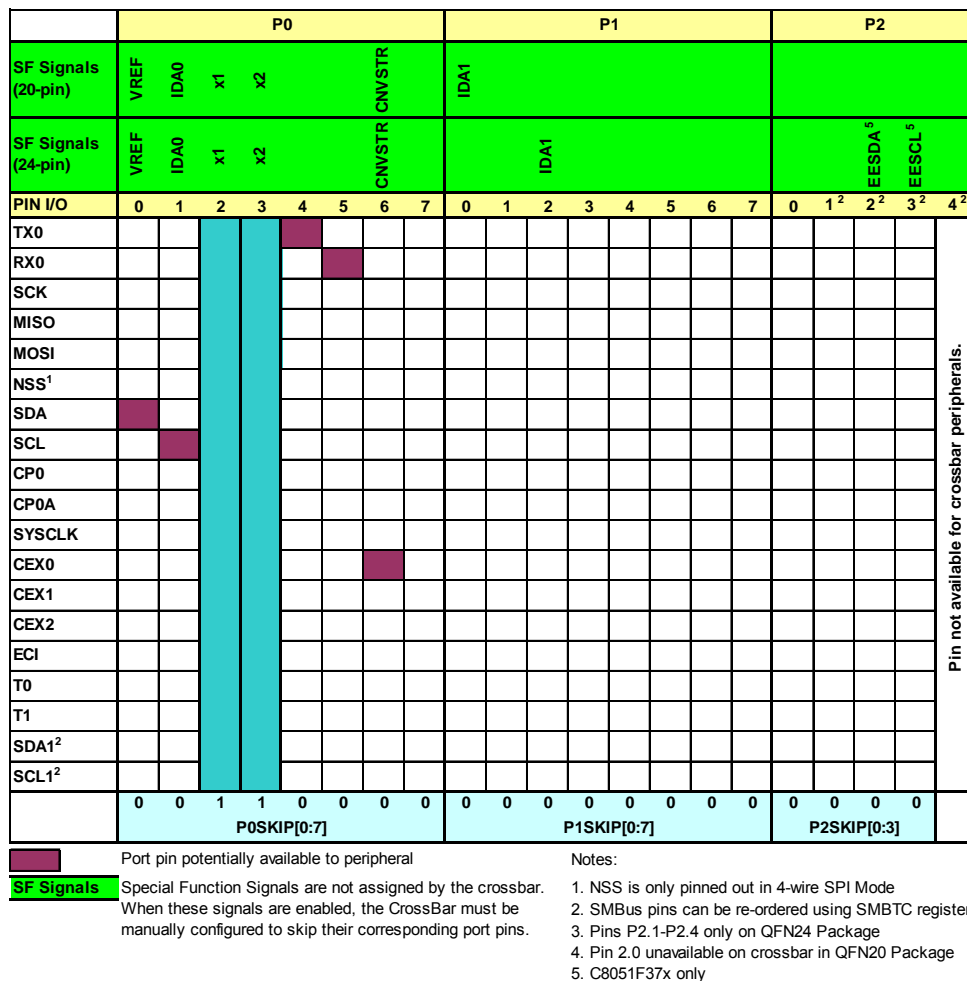 P0 P1 P2
SF Signals (20-pin) VREF IDA0 x1 x2 CNVSTR IDA1
SF Signals (24-pin) VREF IDA0 x1 x2 CNVSTR IDA1 EESDA⁵ EESCL⁵
PIN I/O 0 1 2 3 4 5 6 7 0 1 2 3 4 5 6 7 0 1² 2² 3² 4²
TX0
RX0
SCK
MISO
MOSI
NSS¹
SDA
SCL
CP0
CP0A
SYSCLK
CEX0
CEX1
CEX2
ECI
T0
T1
SDA1²
SCL1²
Pin not available for crossbar peripherals.
0 0 1 1 0 0 0 0 0 0 0 0 0 0 0 0 0 0 0 0
P0SKIP[0:7] P1SKIP[0:7] P2SKIP[0:3]
Port pin potentially available to peripheral
SF Signals Special Function Signals are not assigned by the crossbar.
When these signals are enabled, the CrossBar must be
manually configured to skip their corresponding port pins.
Notes:
1. NSS is only pinned out in 4-wire SPI Mode
2. SMBus pins can be re-ordered using SMBTC register
3. Pins P2.1-P2.4 only on QFN24 Package
4. Pin 2.0 unavailable on crossbar in QFN20 Package
5. C8051F37x only